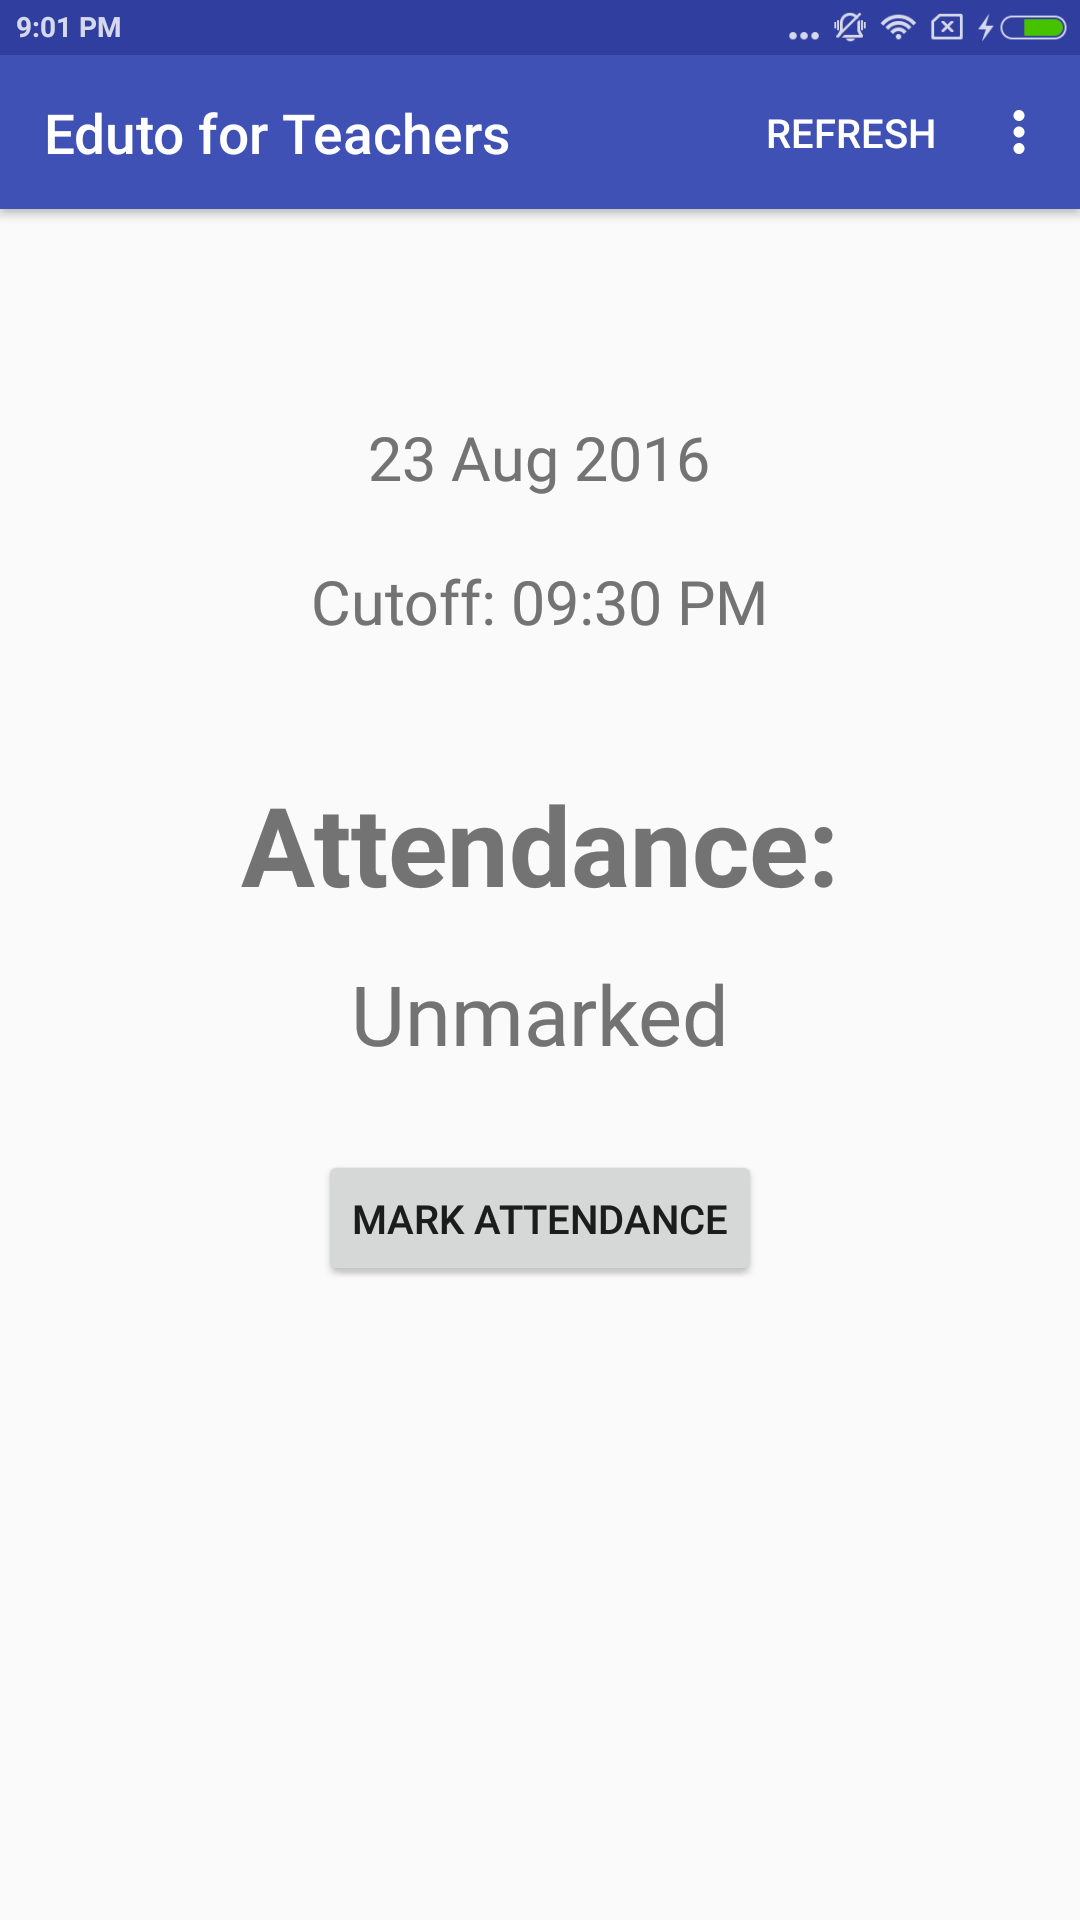 9:01 PM
Eduto for Teachers
REFRESH
23 Aug 2016
Cutoff: 09:30 PM
Attendance:
Unmarked
MARK ATTENDANCE